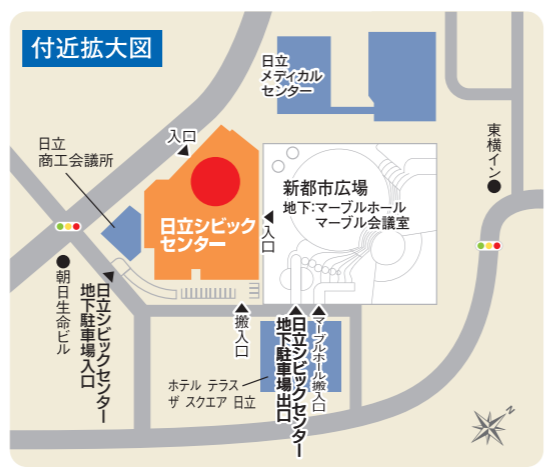 付近拡大図
日立
メディカル
センター
入口
日立
商工会議所
東横イン
新都市広場
地下:マーブルホール
マーブル会議室
日立シビック
センター
入口
朝日生命ビル
日立シビックセンター
地下駐車場入口
搬入口
日立シビックセンター
地下駐車場出口
マーブルホール搬入口
ホテル テラス
ザ スクエア 日立
N